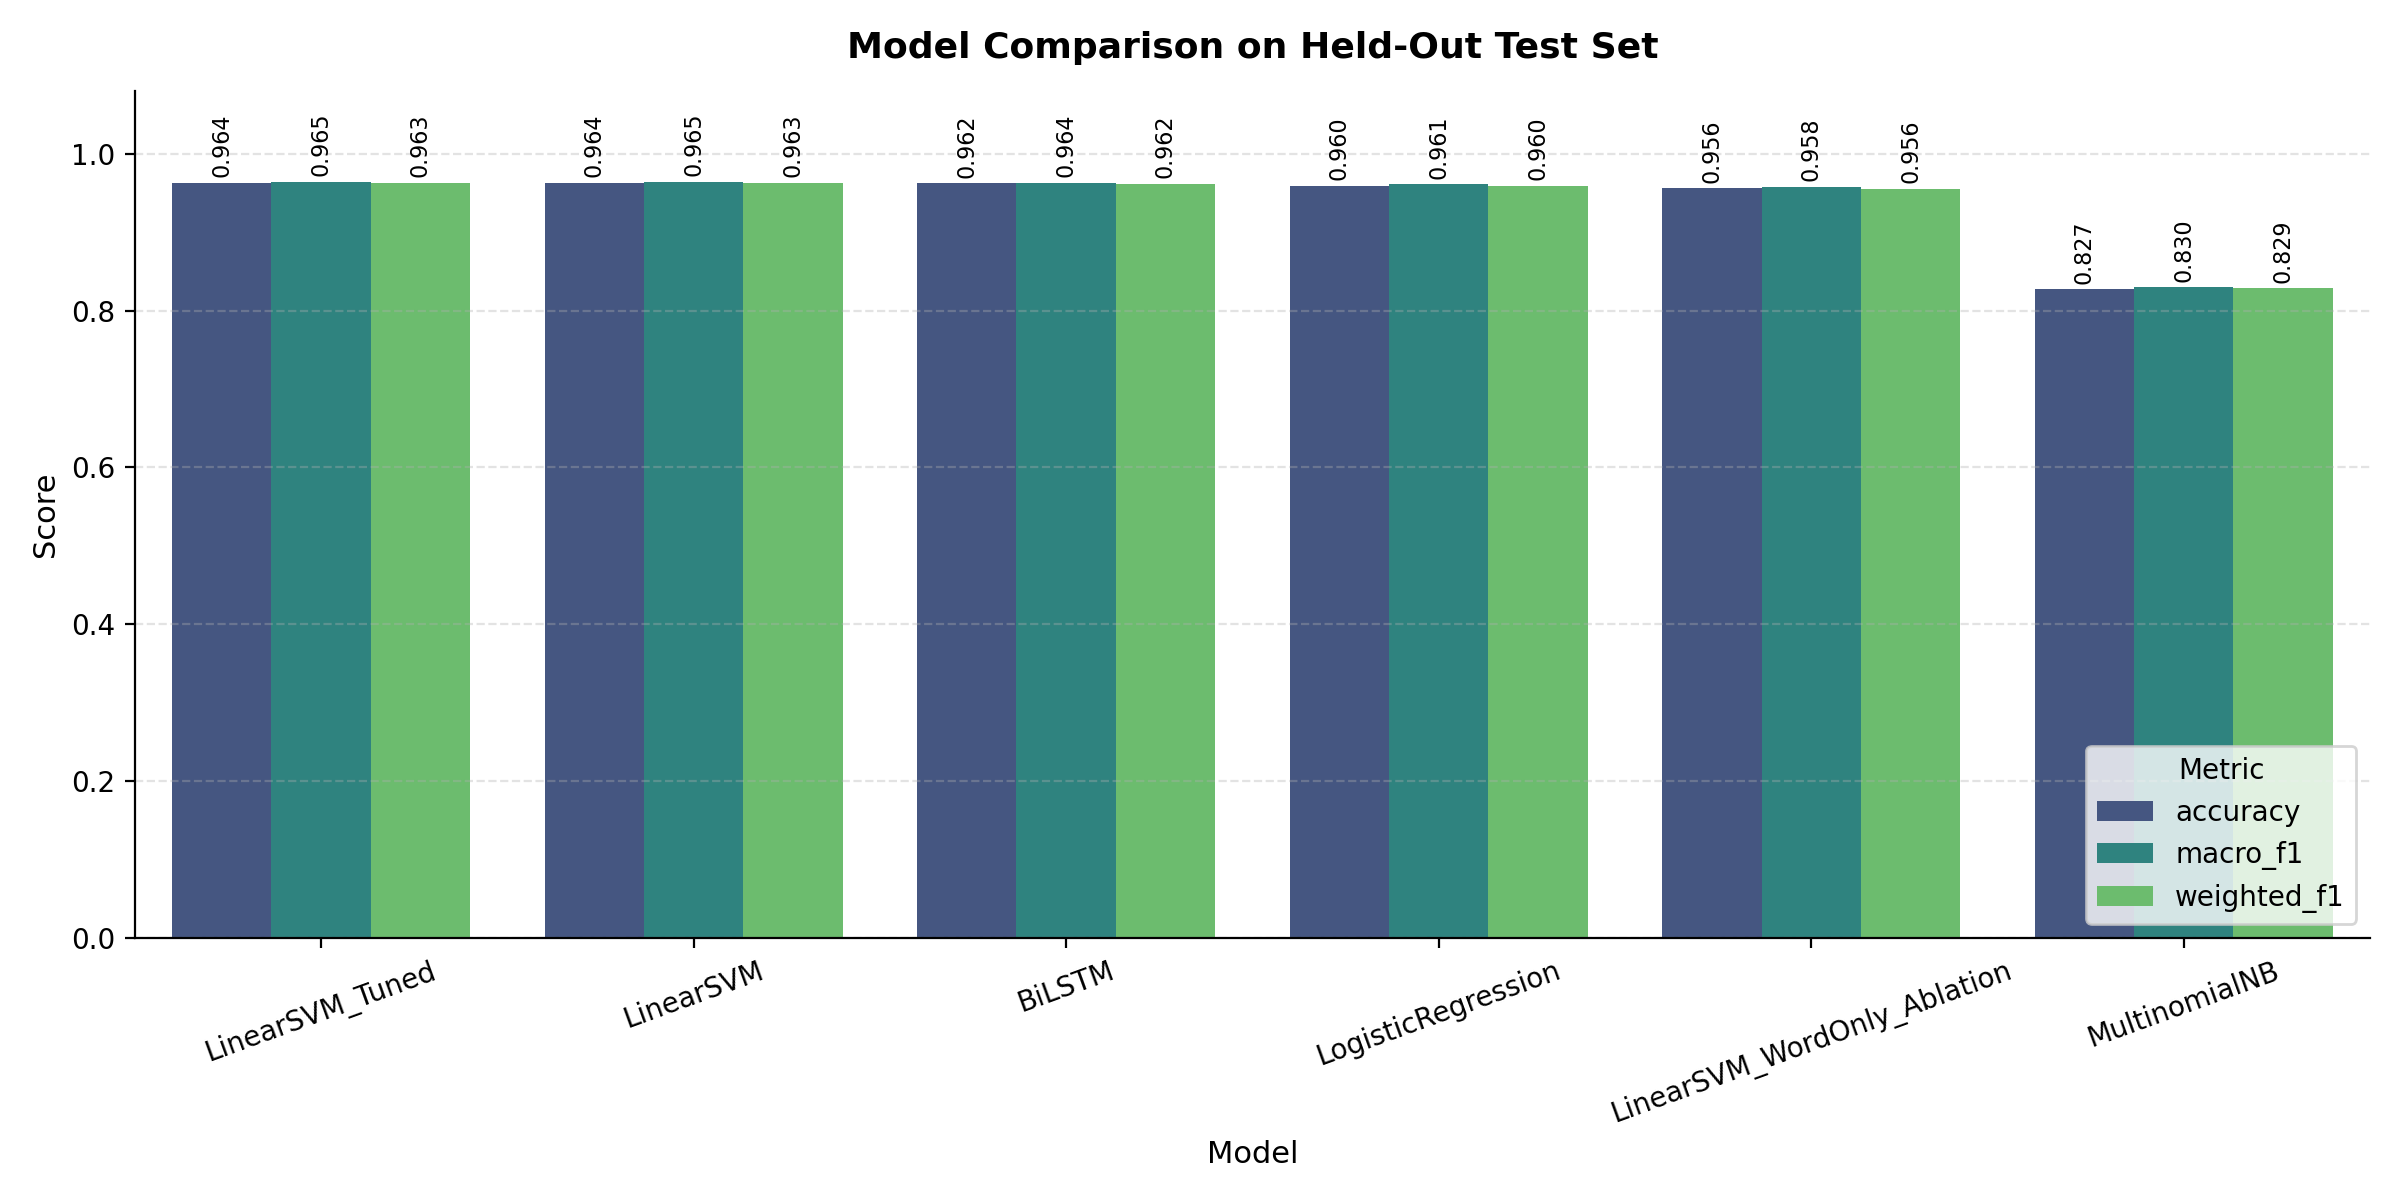 Model Comparison on Held-Out Test Set
0.964 0.965 0.963 0.964 0.965 0.963 0.962 0.964 0.962 0.960 0.961 0.960 0.956 0.958 0.956 0.827 0.830 0.829
Score
1.0
0.8
0.6
0.4
0.2
0.0
Metric
accuracy
macro_f1
weighted_f1
LinearSVM_Tuned LinearSVM BiLSTM LogisticRegression LinearSVM_WordOnly_Ablation MultinomialNB
Model